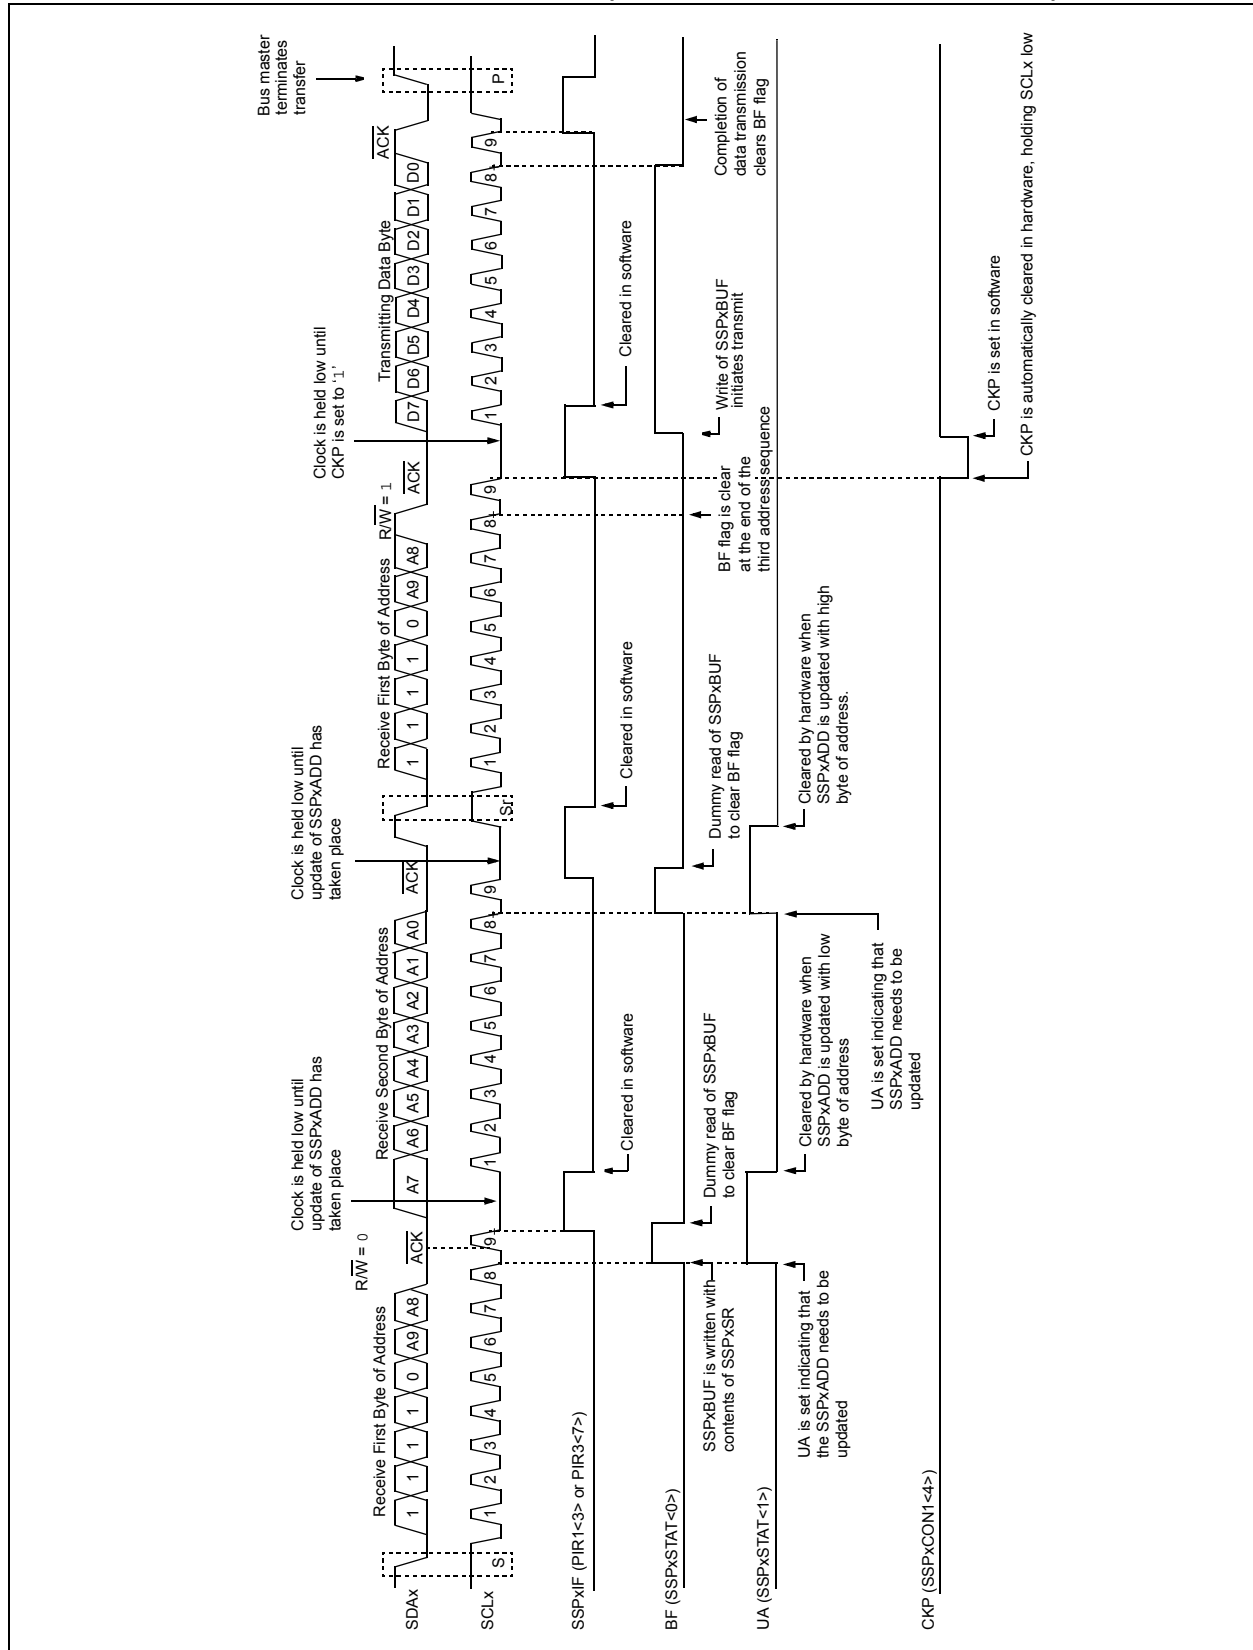 Bus master
terminates
transfer
Clock is held low until
update of SSPxADD has
taken place
Clock is held low until
update of SSPxADD has
taken place
Clock is held low until
CKP is set to ‘1’
R/W = 0
R/W = 1
Receive First Byte of Address
ACK
Receive Second Byte of Address
ACK
Receive First Byte of Address
ACK
Transmitting Data Byte
ACK
SDAx
1 1 1 1 0 A9 A8 A7 A6 A5 A4 A3 A2 A1 A0 1 1 1 1 0 A9 A8 D7 D6 D5 D4 D3 D2 D1 D0
SCLx
S 1 2 3 4 5 6 7 8 9 1 2 3 4 5 6 7 8 9 Sr 1 2 3 4 5 6 7 8 9 1 2 3 4 5 6 7 8 9 P
SSPxIF (PIR1<3> or PIR3<7>)
Cleared in software
Cleared in software
Cleared in software
BF (SSPxSTAT<0>)
SSPxBUF is written with
contents of SSPxSR
Dummy read of SSPxBUF
to clear BF flag
Dummy read of SSPxBUF
to clear BF flag
BF flag is clear
at the end of the
third address sequence
Write of SSPxBUF
initiates transmit
Completion of
data transmission
clears BF flag
UA (SSPxSTAT<1>)
UA is set indicating that
the SSPxADD needs to be
updated
Cleared by hardware when
SSPxADD is updated with low
byte of address
UA is set indicating that
SSPxADD needs to be
updated
Cleared by hardware when
SSPxADD is updated with high
byte of address.
CKP (SSPxCON1<4>)
CKP is set in software
CKP is automatically cleared in hardware, holding SCLx low